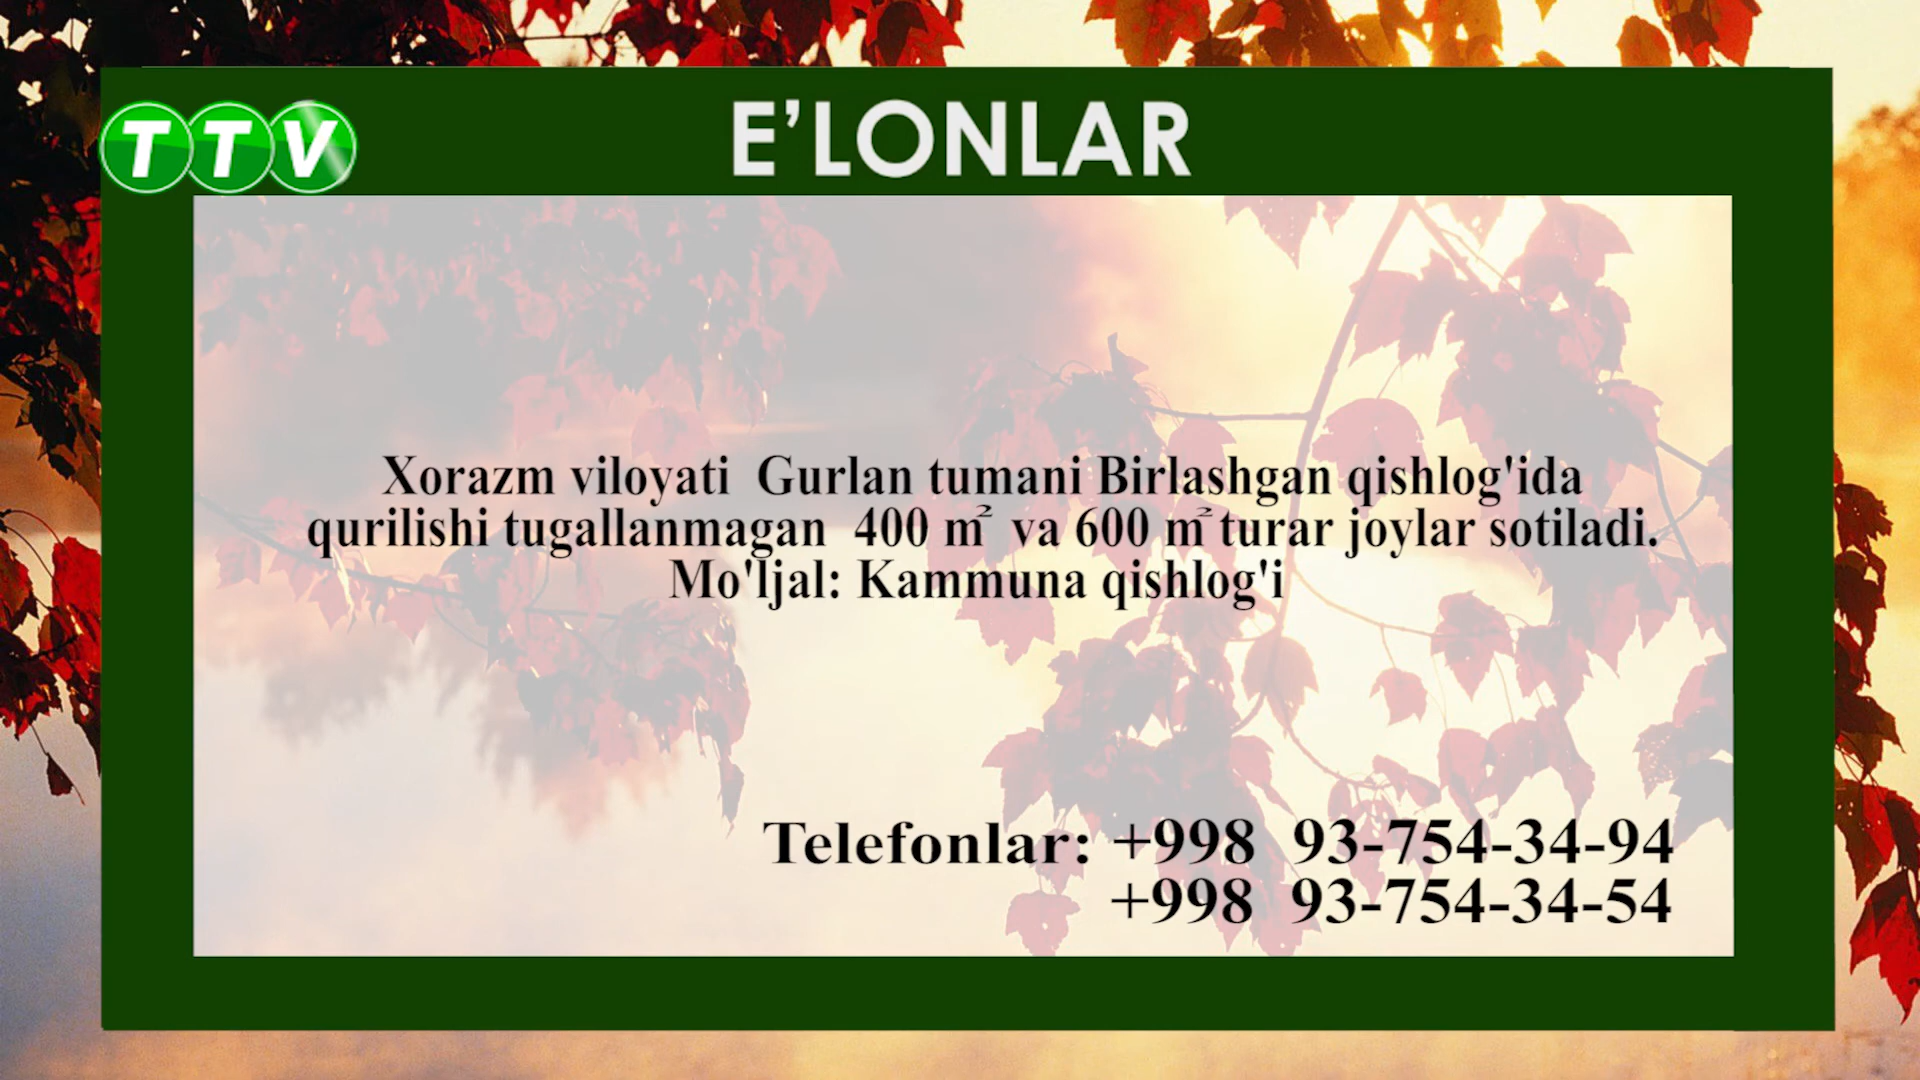 TTV
E’LONLAR
Xorazm viloyati Gurlan tumani Birlashgan qishlog'ida
qurilishi tugallanmagan 400 m² va 600 m² turar joylar sotiladi.
Mo'ljal: Kammuna qishlog'i
Telefonlar: +998 93-754-34-94
+998 93-754-34-54